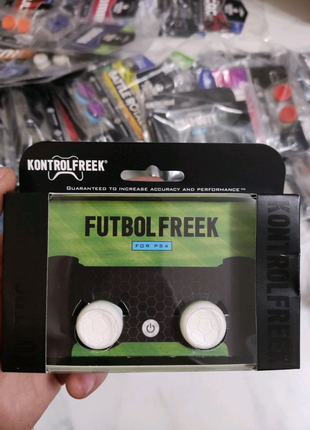 KONTROLFREEK®
GUARANTEED TO INCREASE ACCURACY AND PERFORMANCE™
FUTBOL FREEK
FOR PS4
KONTROLFREEK